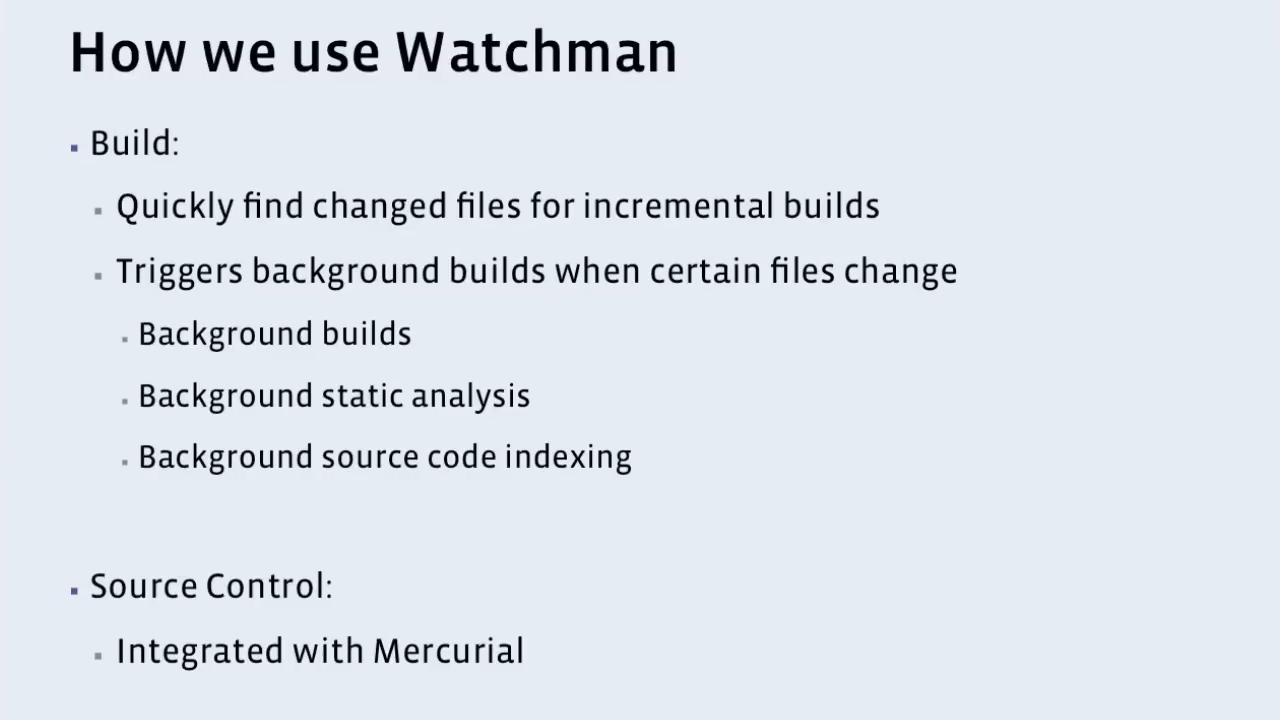 How we use Watchman
Build:
Quickly find changed files for incremental builds
Triggers background builds when certain files change
Background builds
Background static analysis
Background source code indexing
Source Control:
Integrated with Mercurial